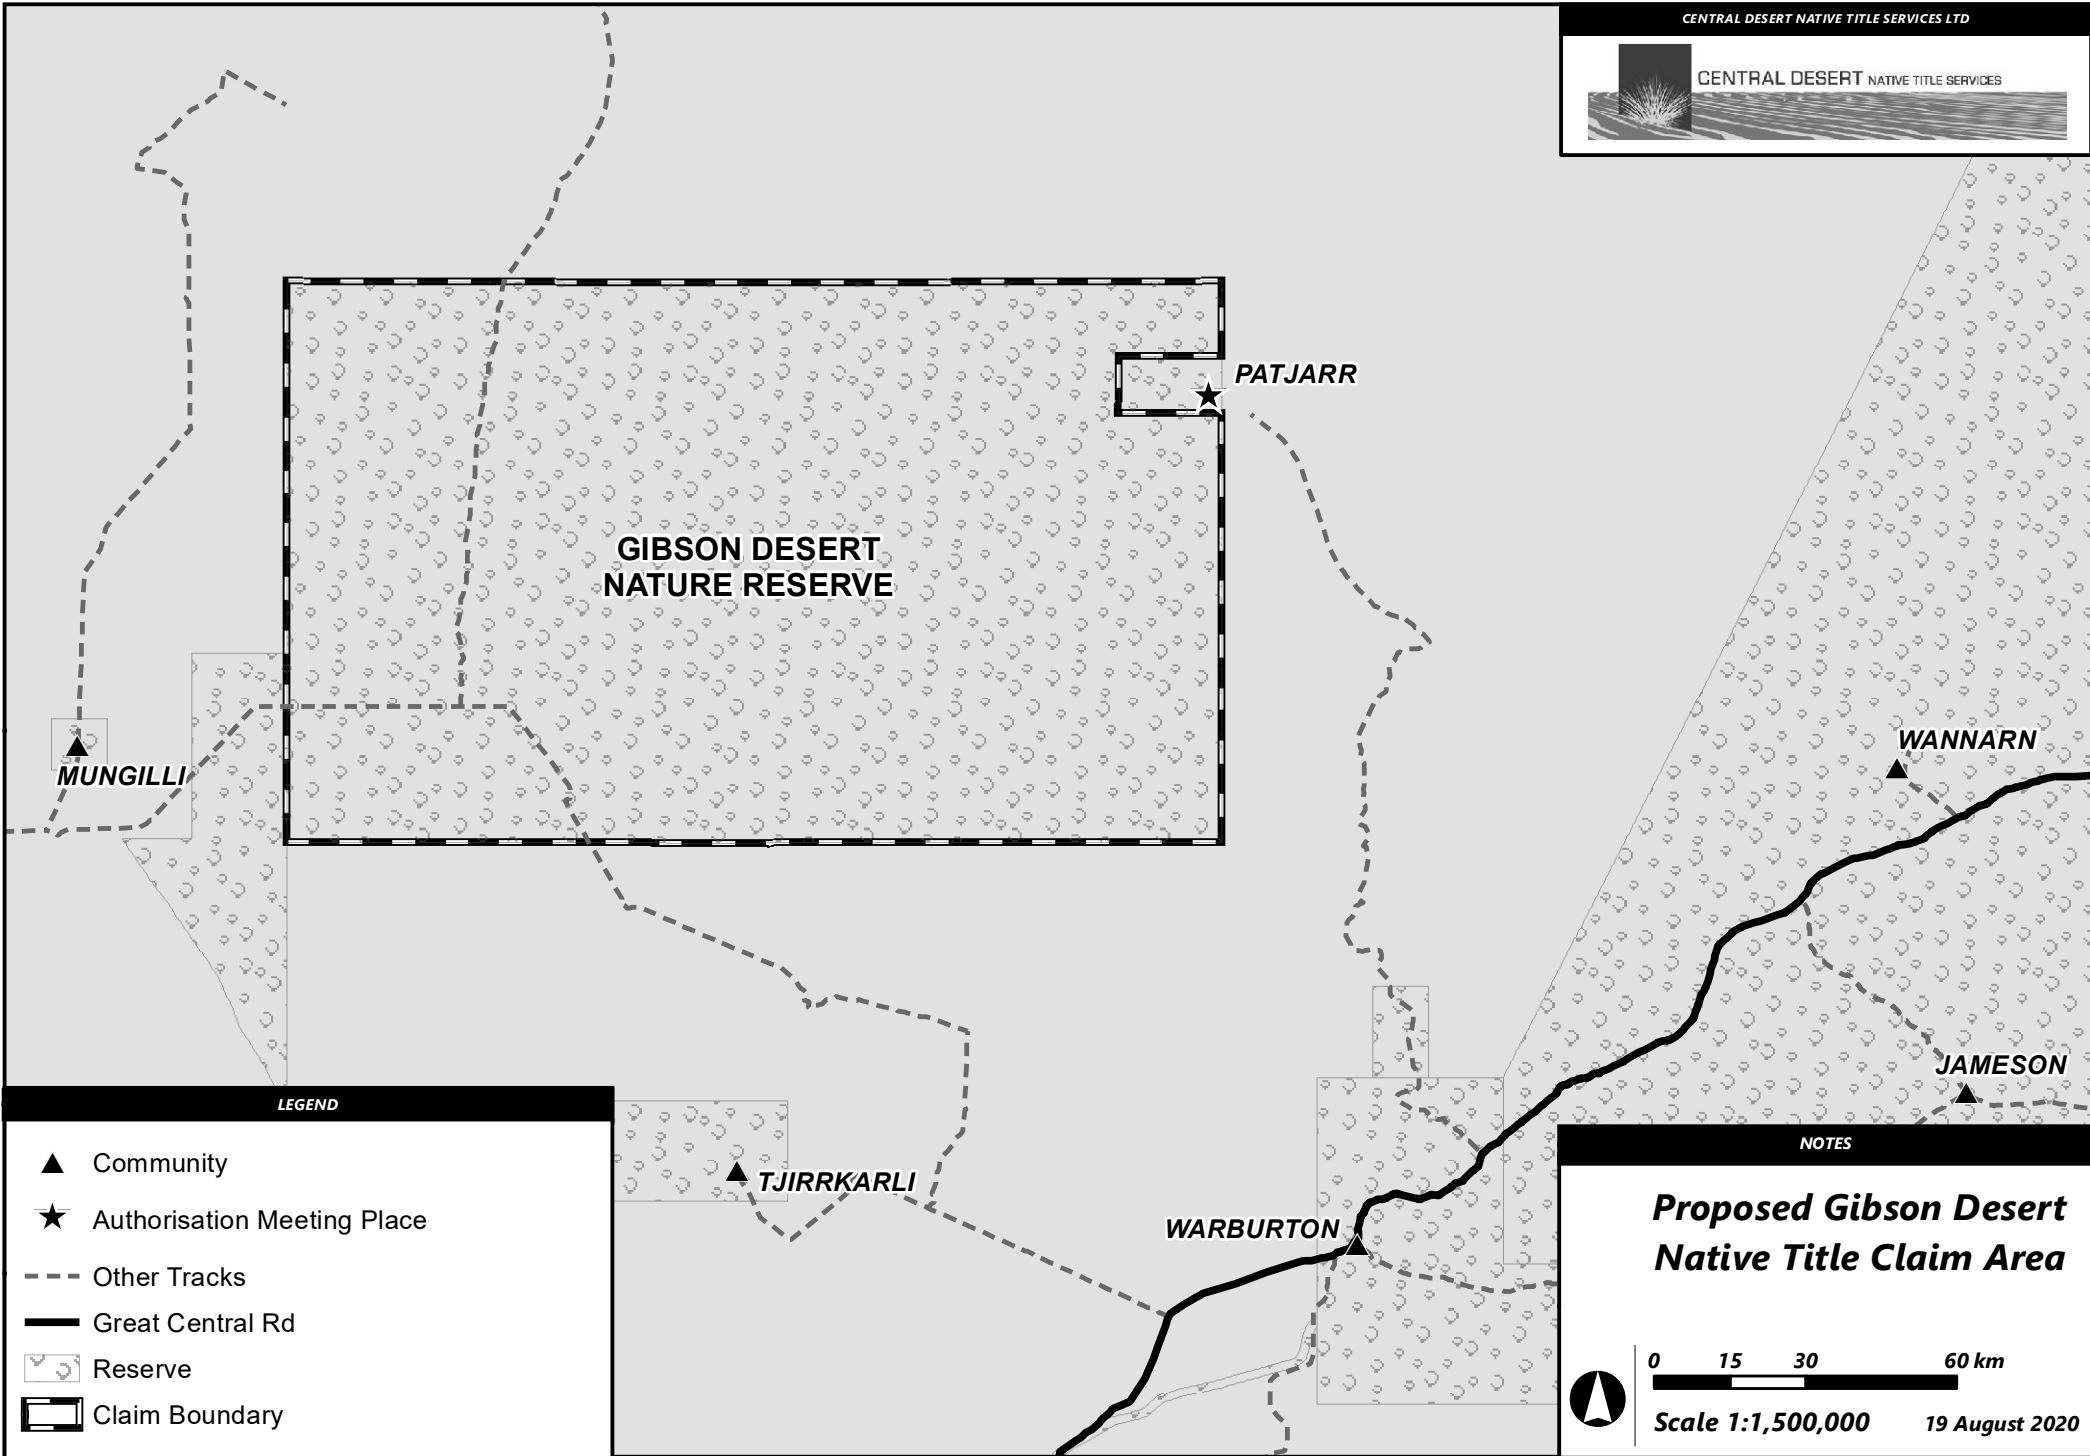 CENTRAL DESERT NATIVE TITLE SERVICES LTD
CENTRAL DESERT NATIVE TITLE SERVICES
PATJARR
GIBSON DESERT
NATURE RESERVE
WANNARN
MUNGILLI
JAMESON
TJIRRKARLI
WARBURTON
LEGEND
Community
Authorisation Meeting Place
Other Tracks
Great Central Rd
Reserve
Claim Boundary
NOTES
Proposed Gibson Desert
Native Title Claim Area
0 15 30 60 km
Scale 1:1,500,000 19 August 2020